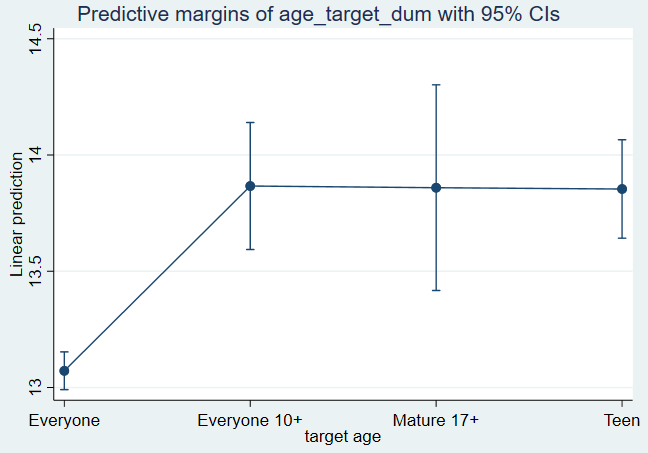 Predictive margins of age_target_dum with 95% CIs
14.5
14
13.5
13
Linear prediction
Everyone
Everyone 10+
Mature 17+
Teen
target age